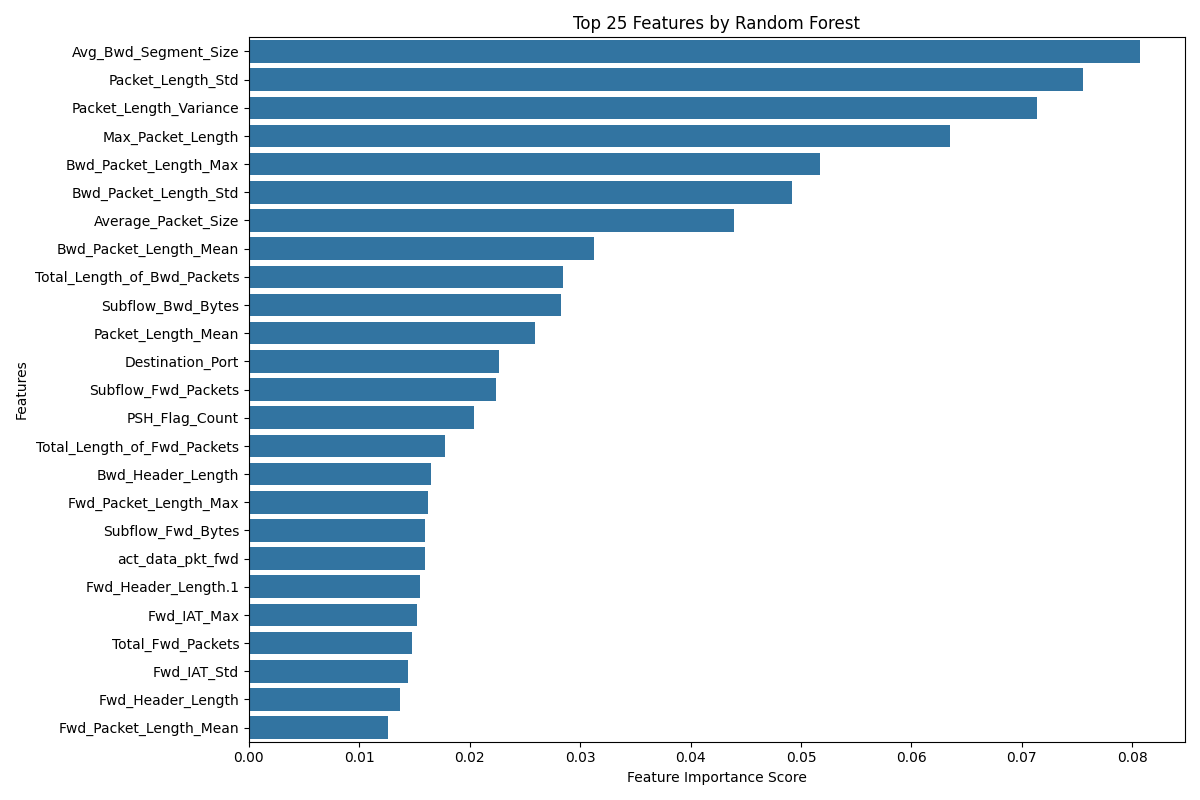 Top 25 Features by Random Forest
Features
Avg_Bwd_Segment_Size
Packet_Length_Std
Packet_Length_Variance
Max_Packet_Length
Bwd_Packet_Length_Max
Bwd_Packet_Length_Std
Average_Packet_Size
Bwd_Packet_Length_Mean
Total_Length_of_Bwd_Packets
Subflow_Bwd_Bytes
Packet_Length_Mean
Destination_Port
Subflow_Fwd_Packets
PSH_Flag_Count
Total_Length_of_Fwd_Packets
Bwd_Header_Length
Fwd_Packet_Length_Max
Subflow_Fwd_Bytes
act_data_pkt_fwd
Fwd_Header_Length.1
Fwd_IAT_Max
Total_Fwd_Packets
Fwd_IAT_Std
Fwd_Header_Length
Fwd_Packet_Length_Mean
0.00 0.01 0.02 0.03 0.04 0.05 0.06 0.07 0.08
Feature Importance Score